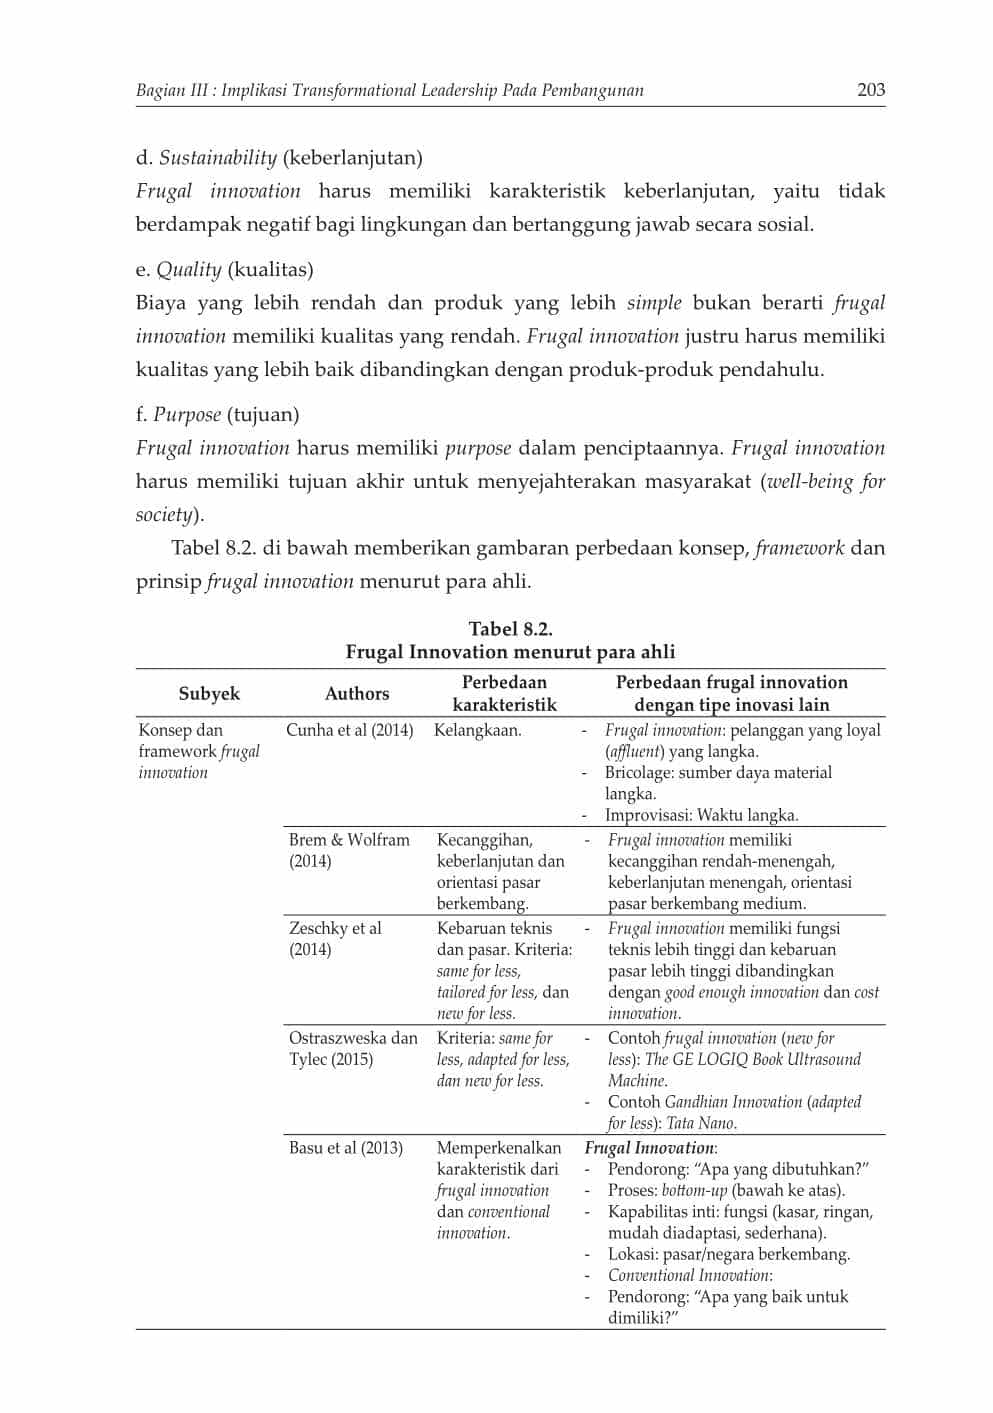 Bagian III : Implikasi Transformational Leadership Pada Pembangunan 203
d. Sustainability (keberlanjutan)
Frugal innovation harus memiliki karakteristik keberlanjutan, yaitu tidak
berdampak negatif bagi lingkungan dan bertanggung jawab secara sosial.
e. Quality (kualitas)
Biaya yang lebih rendah dan produk yang lebih simple bukan berarti frugal
innovation memiliki kualitas yang rendah. Frugal innovation justru harus memiliki
kualitas yang lebih baik dibandingkan dengan produk-produk pendahulu.
f. Purpose (tujuan)
Frugal innovation harus memiliki purpose dalam penciptaannya. Frugal innovation
harus memiliki tujuan akhir untuk menyejahterakan masyarakat (well-being for
society).
Tabel 8.2. di bawah memberikan gambaran perbedaan konsep, framework dan
prinsip frugal innovation menurut para ahli.
Tabel 8.2.
Frugal Innovation menurut para ahli
Subyek
Authors
Perbedaan
karakteristik
Perbedaan frugal innovation
dengan tipe inovasi lain
Konsep dan
framework frugal
innovation
Cunha et al (2014)
Kelangkaan.
- Frugal innovation: pelanggan yang loyal
(affluent) yang langka.
- Bricolage: sumber daya material
langka.
- Improvisasi: Waktu langka.
Brem & Wolfram
(2014)
Kecanggihan,
keberlanjutan dan
orientasi pasar
berkembang.
- Frugal innovation memiliki
kecanggihan rendah-menengah,
keberlanjutan menengah, orientasi
pasar berkembang medium.
Zeschky et al
(2014)
Kebaruan teknis
dan pasar. Kriteria:
same for less,
tailored for less, dan
new for less.
- Frugal innovation memiliki fungsi
teknis lebih tinggi dan kebaruan
pasar lebih tinggi dibandingkan
dengan good enough innovation dan cost
innovation.
Ostraszweska dan
Tylec (2015)
Kriteria: same for
less, adapted for less,
dan new for less.
- Contoh frugal innovation (new for
less): The GE LOGIQ Book Ultrasound
Machine.
- Contoh Gandhian Innovation (adapted
for less): Tata Nano.
Basu et al (2013)
Memperkenalkan
karakteristik dari
frugal innovation
dan conventional
innovation.
Frugal Innovation:
- Pendorong: “Apa yang dibutuhkan?”
- Proses: bottom-up (bawah ke atas).
- Kapabilitas inti: fungsi (kasar, ringan,
mudah diadaptasi, sederhana).
- Lokasi: pasar/negara berkembang.
- Conventional Innovation:
- Pendorong: “Apa yang baik untuk
dimiliki?”